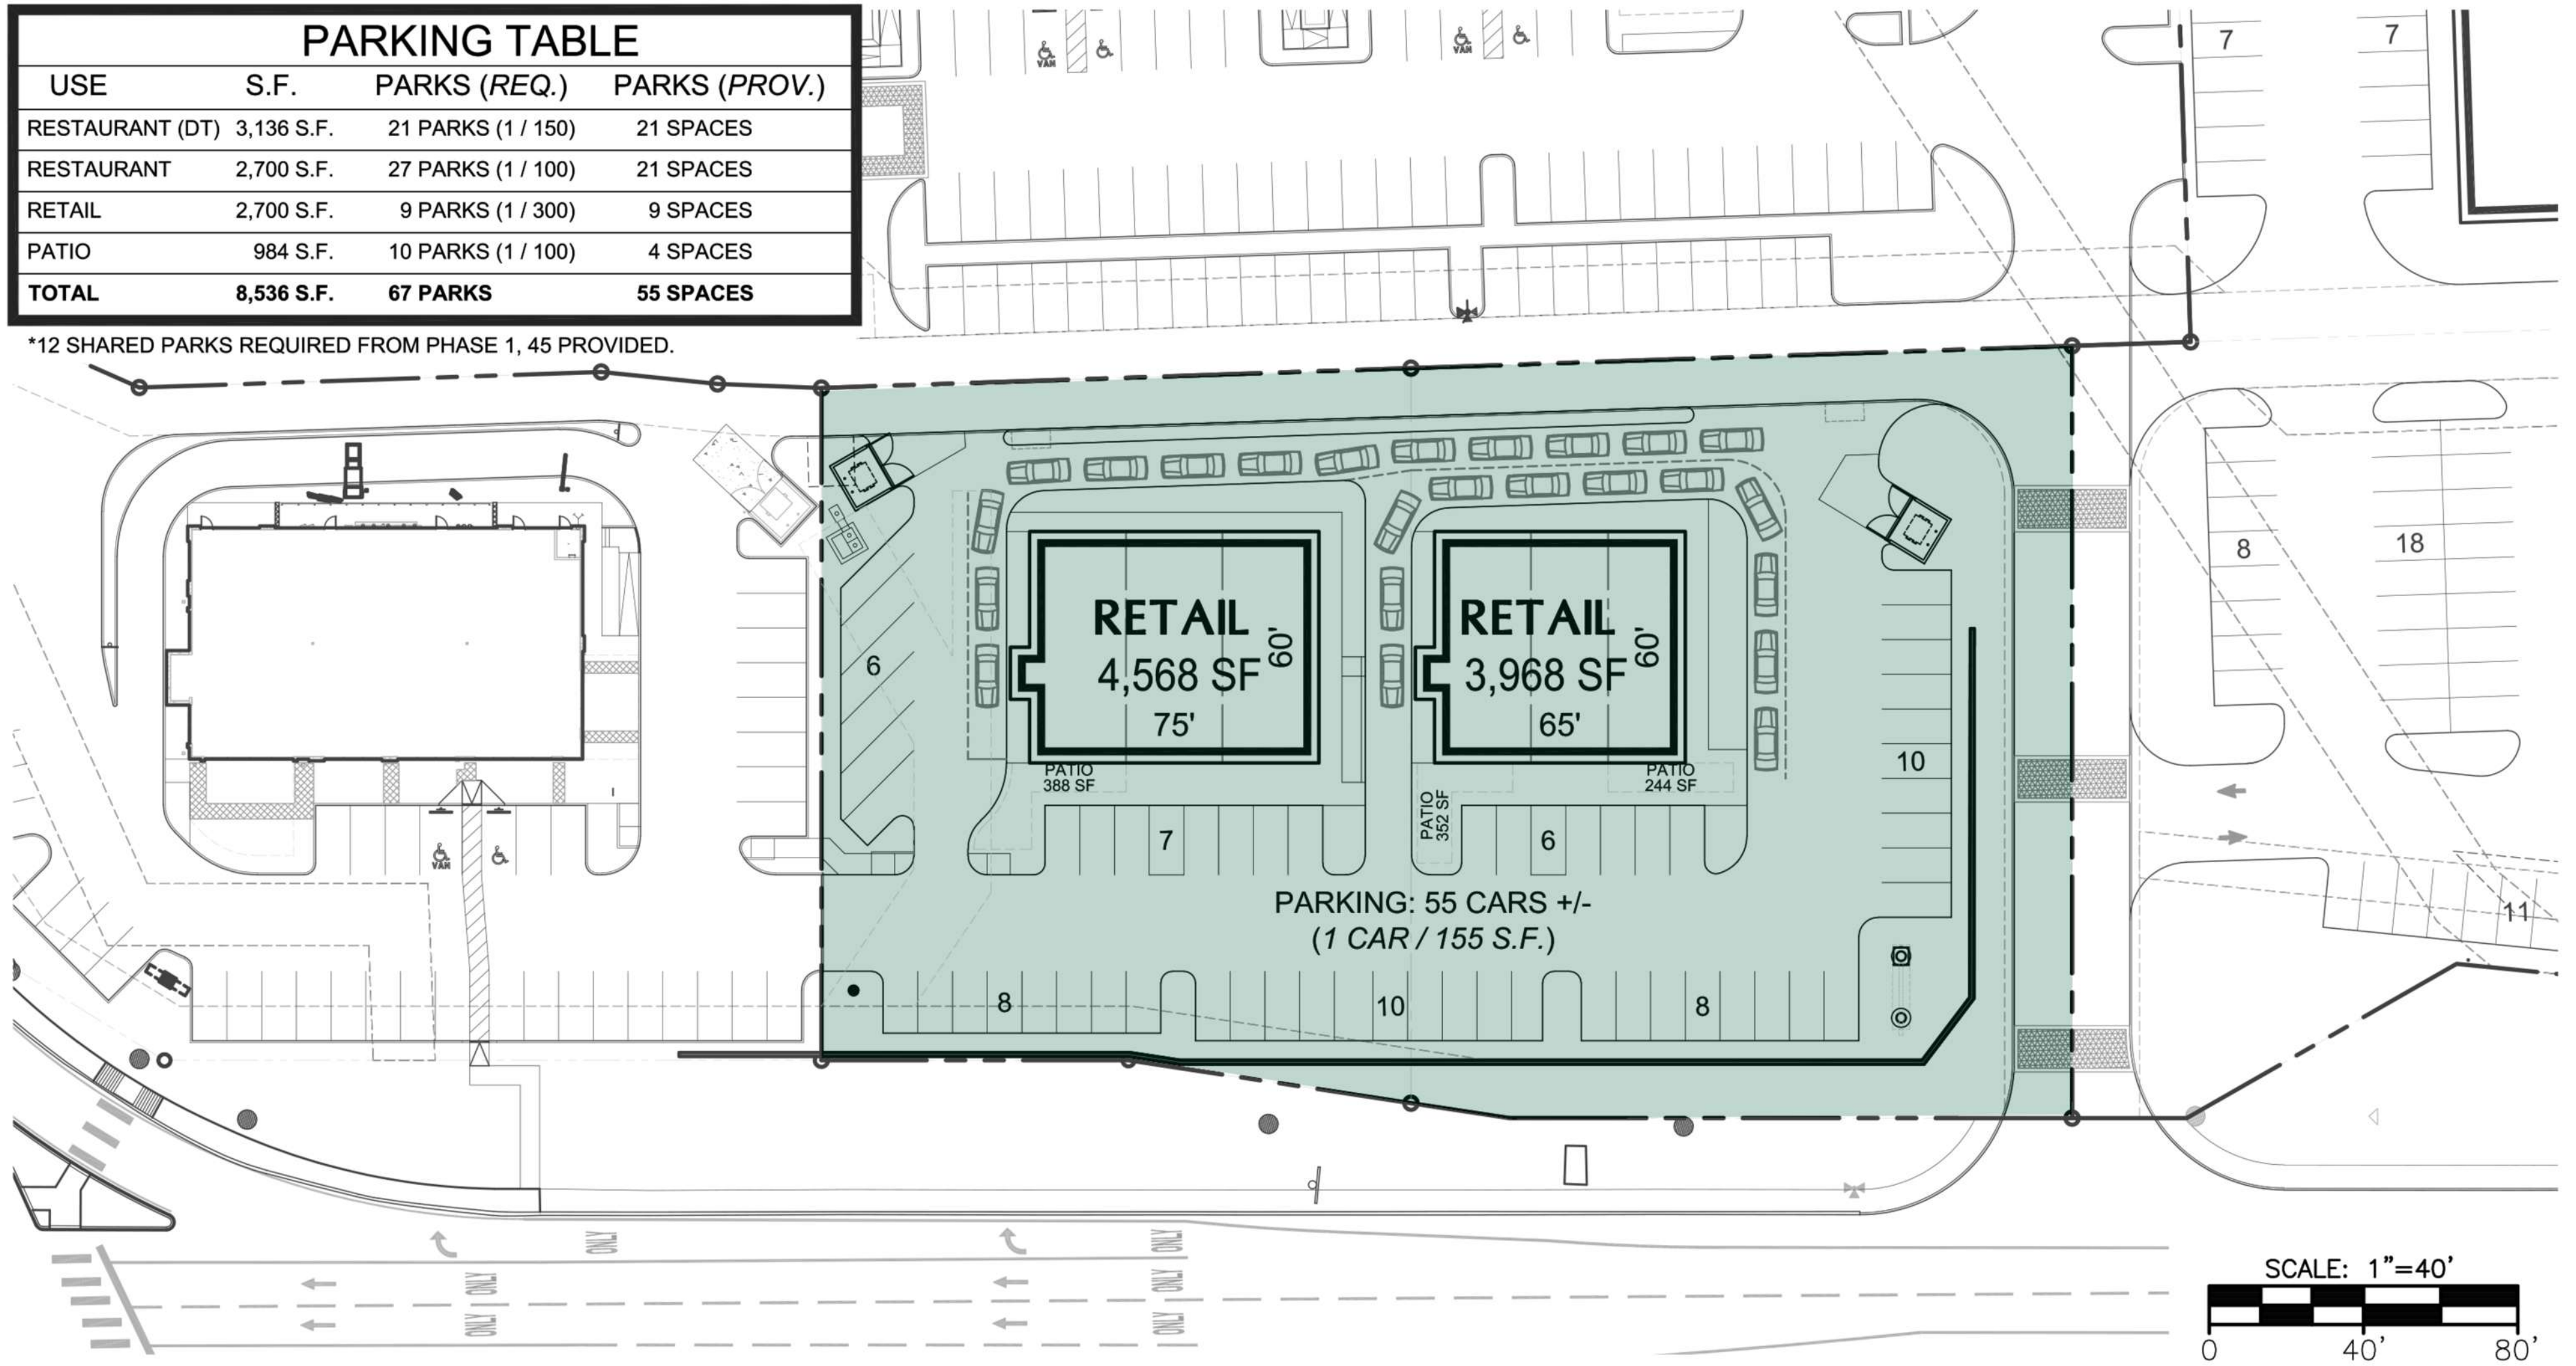 PARKING TABLE
USE S.F. PARKS (REQ.) PARKS (PROV.)
RESTAURANT (DT) 3,136 S.F. 21 PARKS (1 / 150) 21 SPACES
RESTAURANT 2,700 S.F. 27 PARKS (1 / 100) 21 SPACES
RETAIL 2,700 S.F. 9 PARKS (1 / 300) 9 SPACES
PATIO 984 S.F. 10 PARKS (1 / 100) 4 SPACES
TOTAL 8,536 S.F. 67 PARKS 55 SPACES
*12 SHARED PARKS REQUIRED FROM PHASE 1, 45 PROVIDED.
VAN
VAN
7
7
8
18
11
6
RETAIL
4,568 SF
75'
60'
RETAIL
3,968 SF
65'
60'
10
PATIO
388 SF
PATIO
352 SF
PATIO
244 SF
7
6
VAN
PARKING: 55 CARS +/-
(1 CAR / 155 S.F.)
8
10
8
ONLY
ONLY
ONLY
ONLY
ONLY
ONLY
SCALE: 1"=40'
0 40' 80'